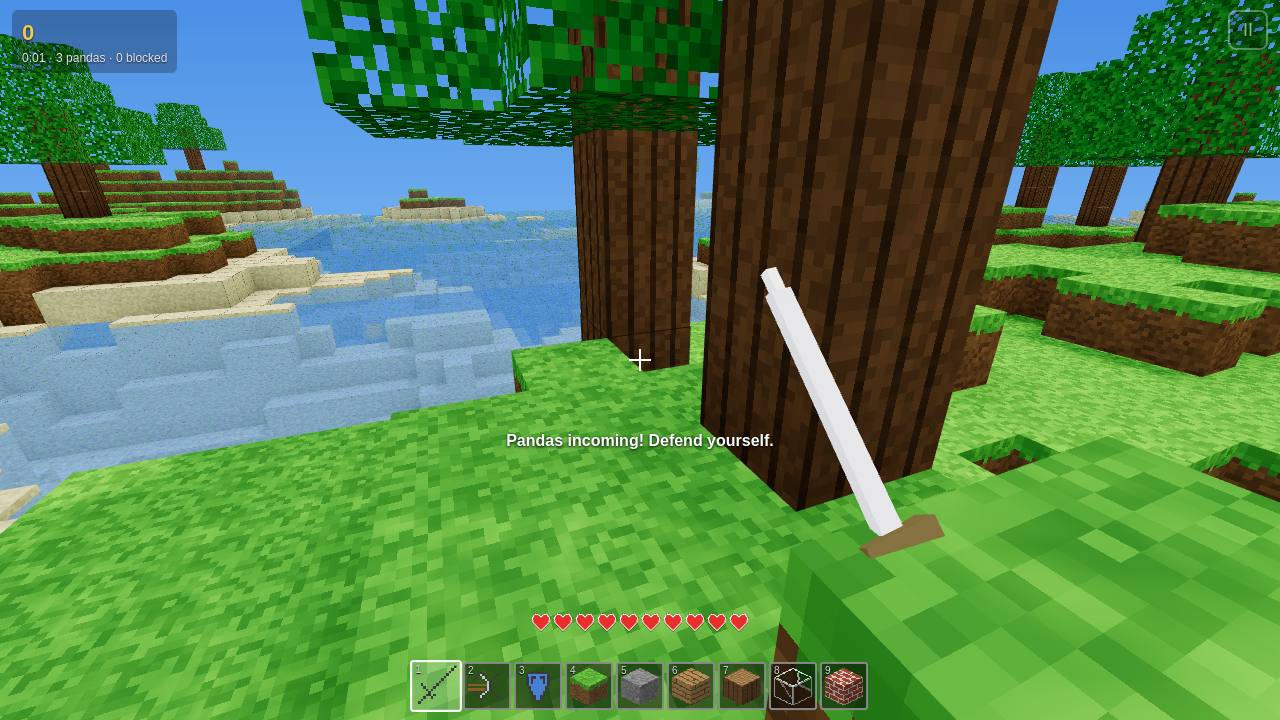 0
0:01 · 3 pandas · 0 blocked
Pandas incoming! Defend yourself.
1 2 3 4 5 6 7 8 9